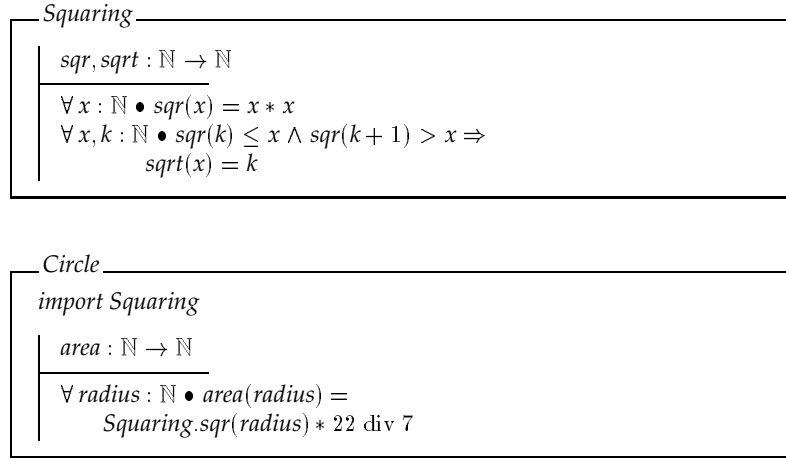 Squaring
sqr, sqrt : ℕ → ℕ
∀ x : ℕ • sqr(x) = x ∗ x
∀ x, k : ℕ • sqr(k) ≤ x ∧ sqr(k + 1) > x ⇒
sqrt(x) = k
Circle
import Squaring
area : ℕ → ℕ
∀ radius : ℕ • area(radius) =
Squaring.sqr(radius) ∗ 22 div 7